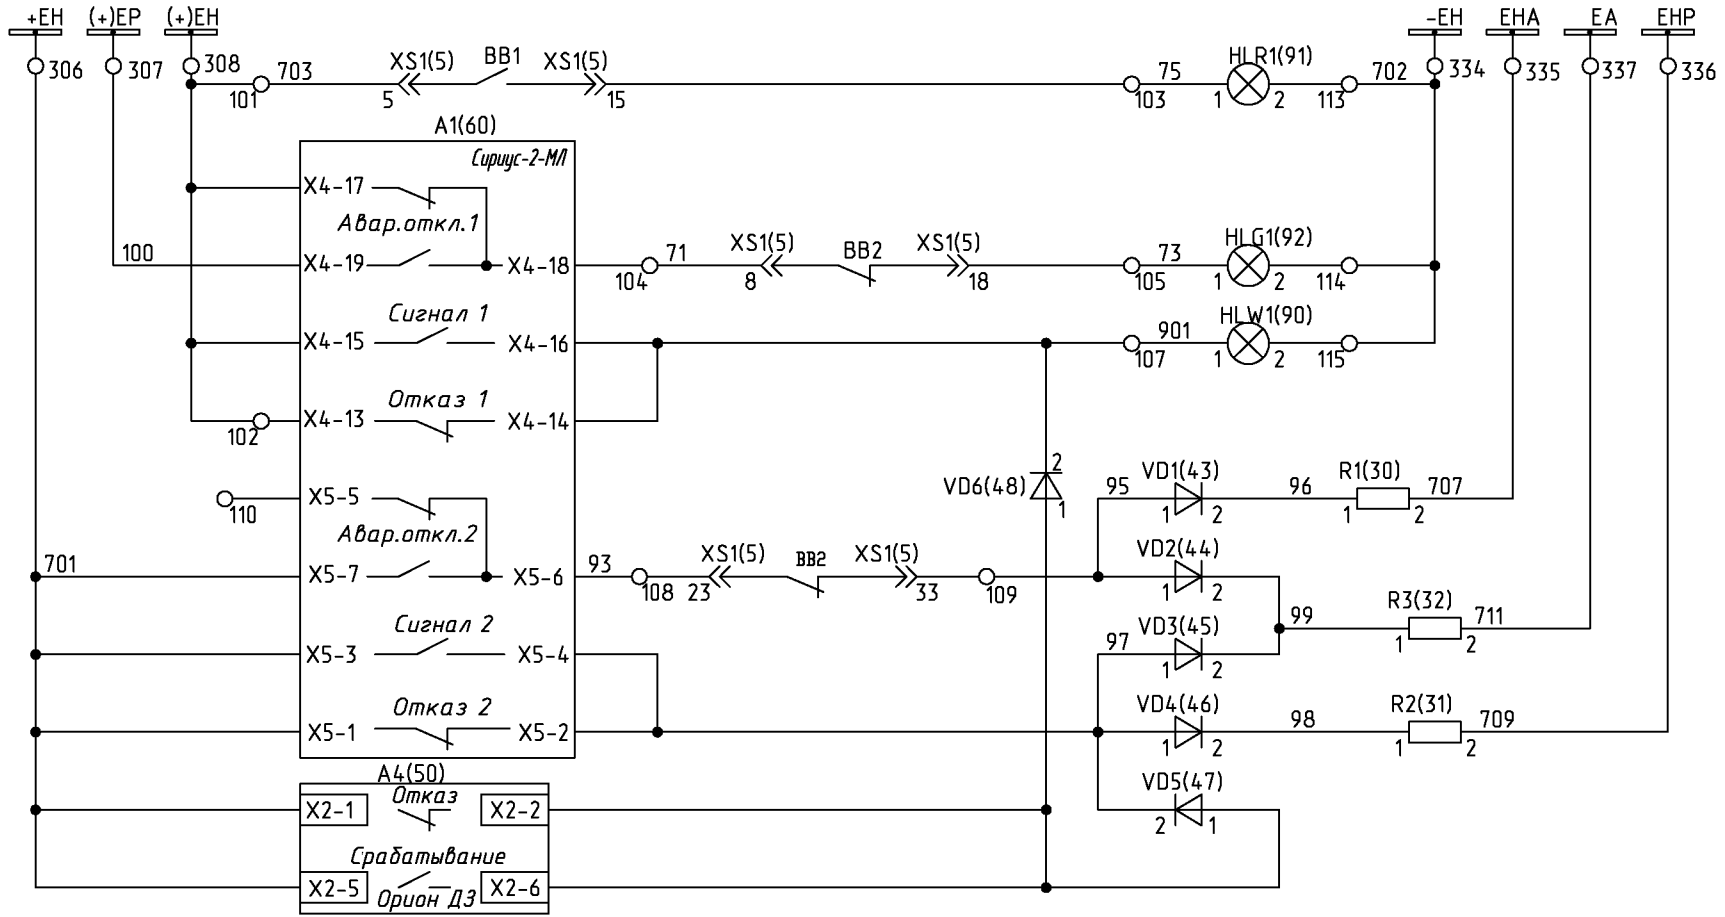 +EH (+)EP (+)EH -EH EHA EA EHP
306 307 308 334 335 337 336
101 703 XS1(5) 5 BB1 XS1(5) 15 103 75 HLR1(91) 1 2 113 702
A1(60)
Сириус-2-МЛ
X4-17
Авар.откл.1
100 X4-19 X4-18 104 71 XS1(5) 8 BB2 XS1(5) 18 105 73 HLG1(92) 1 2 114
Сигнал 1
X4-15 X4-16 107 901 HLW1(90) 1 2 115
Отказ 1
102 X4-13 X4-14
110 X5-5 VD6(48) 2 1 95 VD1(43) 1 2 96 R1(30) 1 2 707
Авар.откл.2
701 X5-7 X5-6 93 108 XS1(5) 23 BB2 XS1(5) 33 109 VD2(44) 1 2
99 R3(32) 1 2 711
Сигнал 2
X5-3 X5-4 97 VD3(45) 1 2
Отказ 2
X5-1 X5-2 VD4(46) 1 2 98 R2(31) 1 2 709
A4(50)
Отказ
X2-1 X2-2 VD5(47) 2 1
Срабатывание
X2-5 X2-6
Орион ДЗ